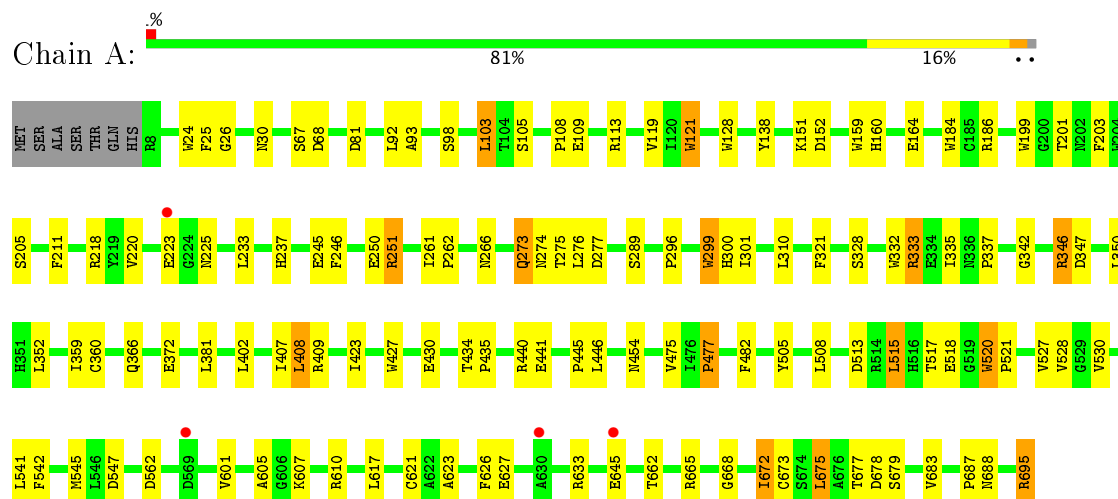 .%
Chain A:
81% 16% . .
MET SER ALA SER THR GLN HIS R8 W24 F25 G26 N30 S67 D68 D81 L92 A93 S98 L103 T104 S105 P108 E109 R113 V119 I120 W121 W128 Y138 K151 D152 W159 H160 E164 W184 C185 R186 W199 G200 T201 N202 F203 W204
S205 F211 R218 Y219 V220 E223 G224 N225 L233 H237 E245 F246 E250 R251 I261 P262 N266 Q273 N274 T275 L276 D277 S289 P296 W299 H300 I301 L310 F321 S328 W332 R333 E334 I335 N336 P337 G342 R346 D347 L350
H351 L352 I359 C360 Q366 E372 L381 L402 I407 L408 R409 I423 W427 E430 T434 P435 R440 E441 P445 L446 N454 V475 I476 P477 F482 Y505 L508 D513 R514 L515 H516 T517 E518 G519 W520 P521 V527 V528 G529 V530
L541 F542 M545 L546 D547 D562 D569 V601 A605 G606 K607 R610 L617 C621 A622 A623 F626 E627 A630 R633 E645 T662 R665 G668 I672 C673 S674 L675 A676 T677 D678 S679 V683 P687 N688 R695